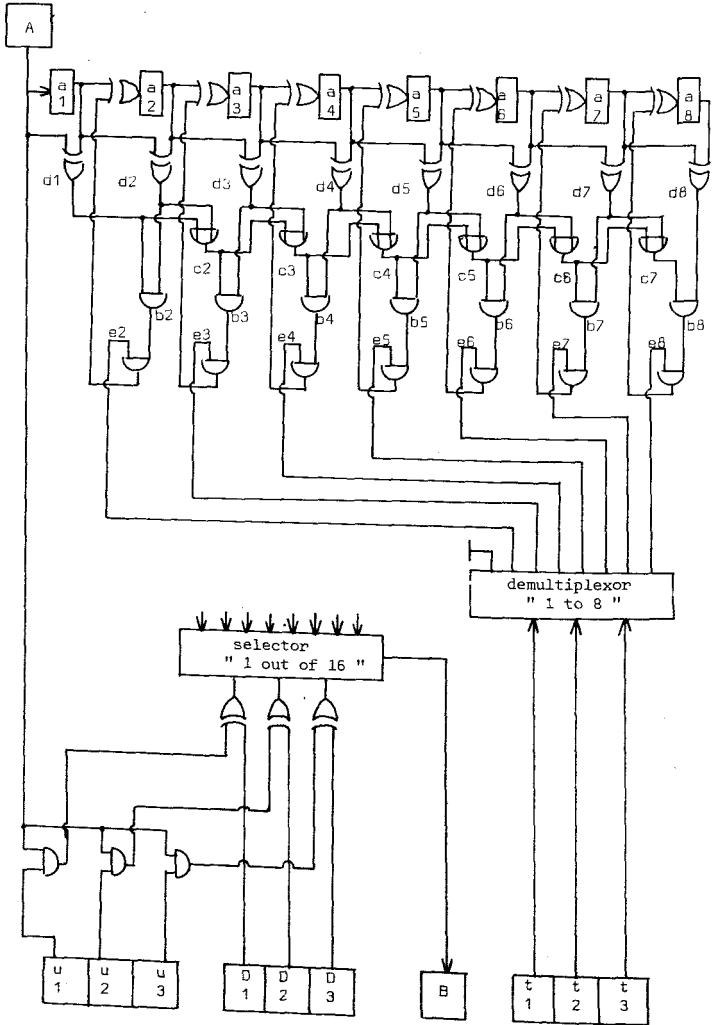 A
a a a a a a a a
1 2 3 4 5 6 7 8
d1 d2 d3 d4 d5 d6 d7 d8
c2 c3 c4 c5 c6 c7
b2 b3 b4 b5 b6 b7 b8
e2 e3 e4 e5 e6 e7 e8
demultiplexor
" 1 to 8 "
selector
" 1 out of 16 "
u u u D D D B t t t
1 2 3 1 2 3 1 2 3